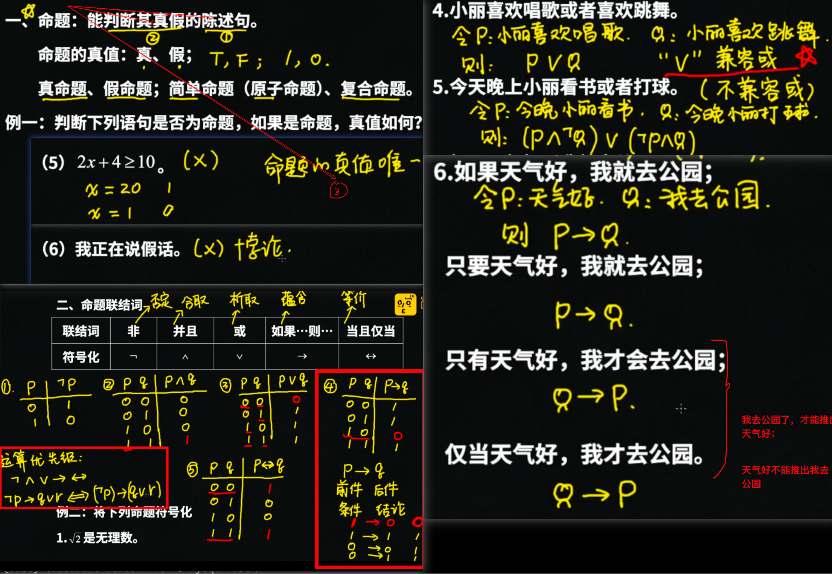 一、命题：能判断其真假的陈述句。
② ①
命题的真值：真、假； T, F； 1, 0.
真命题、假命题；简单命题（原子命题）、复合命题。
例一：判断下列语句是否为命题，如果是命题，真值如何？
（5） 2x+4≥10。 (×) 命题的真值唯一
x=20 1
x=1 0
（6）我正在说假话。(×) 悖论.
二、命题联结词 否定 合取 析取 蕴含 等价
联结词 非 并且 或 如果…则… 当且仅当
符号化 ¬ ∧ ∨ → ↔
① P ¬P
0 1
1 0
② P q P∧q
0 0 0
0 1 0
1 0 0
1 1 1
③ P q P∨q
0 0 0
0 1 1
1 0 1
1 1 1
④ P q P→q
0 0 1
0 1 1
1 0 0
1 1 1
P→q
前件 后件
条件 结论
1 → 0 0
1 → 1 1
0 → 0 1
0 → 1 1
运算优先级：
¬ ∧ ∨ → ↔
¬P→q∨r ⇔ (¬P)→(q∨r)
⑤ P q P↔q
0 0 1
0 1 0
1 0 0
1 1 1
例二：将下列命题符号化
1. √2 是无理数。
4.小丽喜欢唱歌或者喜欢跳舞。
令P:小丽喜欢唱歌. Q:小丽喜欢跳舞.
则: P∨Q “∨” 兼容或
5.今天晚上小丽看书或者打球。（不兼容或）
令P:今晚小丽看书. Q:今晚小丽打球.
则: (P∧¬Q)∨(¬P∧Q)
6.如果天气好，我就去公园；
令P:天气好. Q:我去公园.
则 P→Q.
只要天气好，我就去公园；
P→Q.
只有天气好，我才会去公园；
Q→P.
我去公园了，才能推出
天气好；
仅当天气好，我才去公园。
天气不能推出我去
公园
Q→P